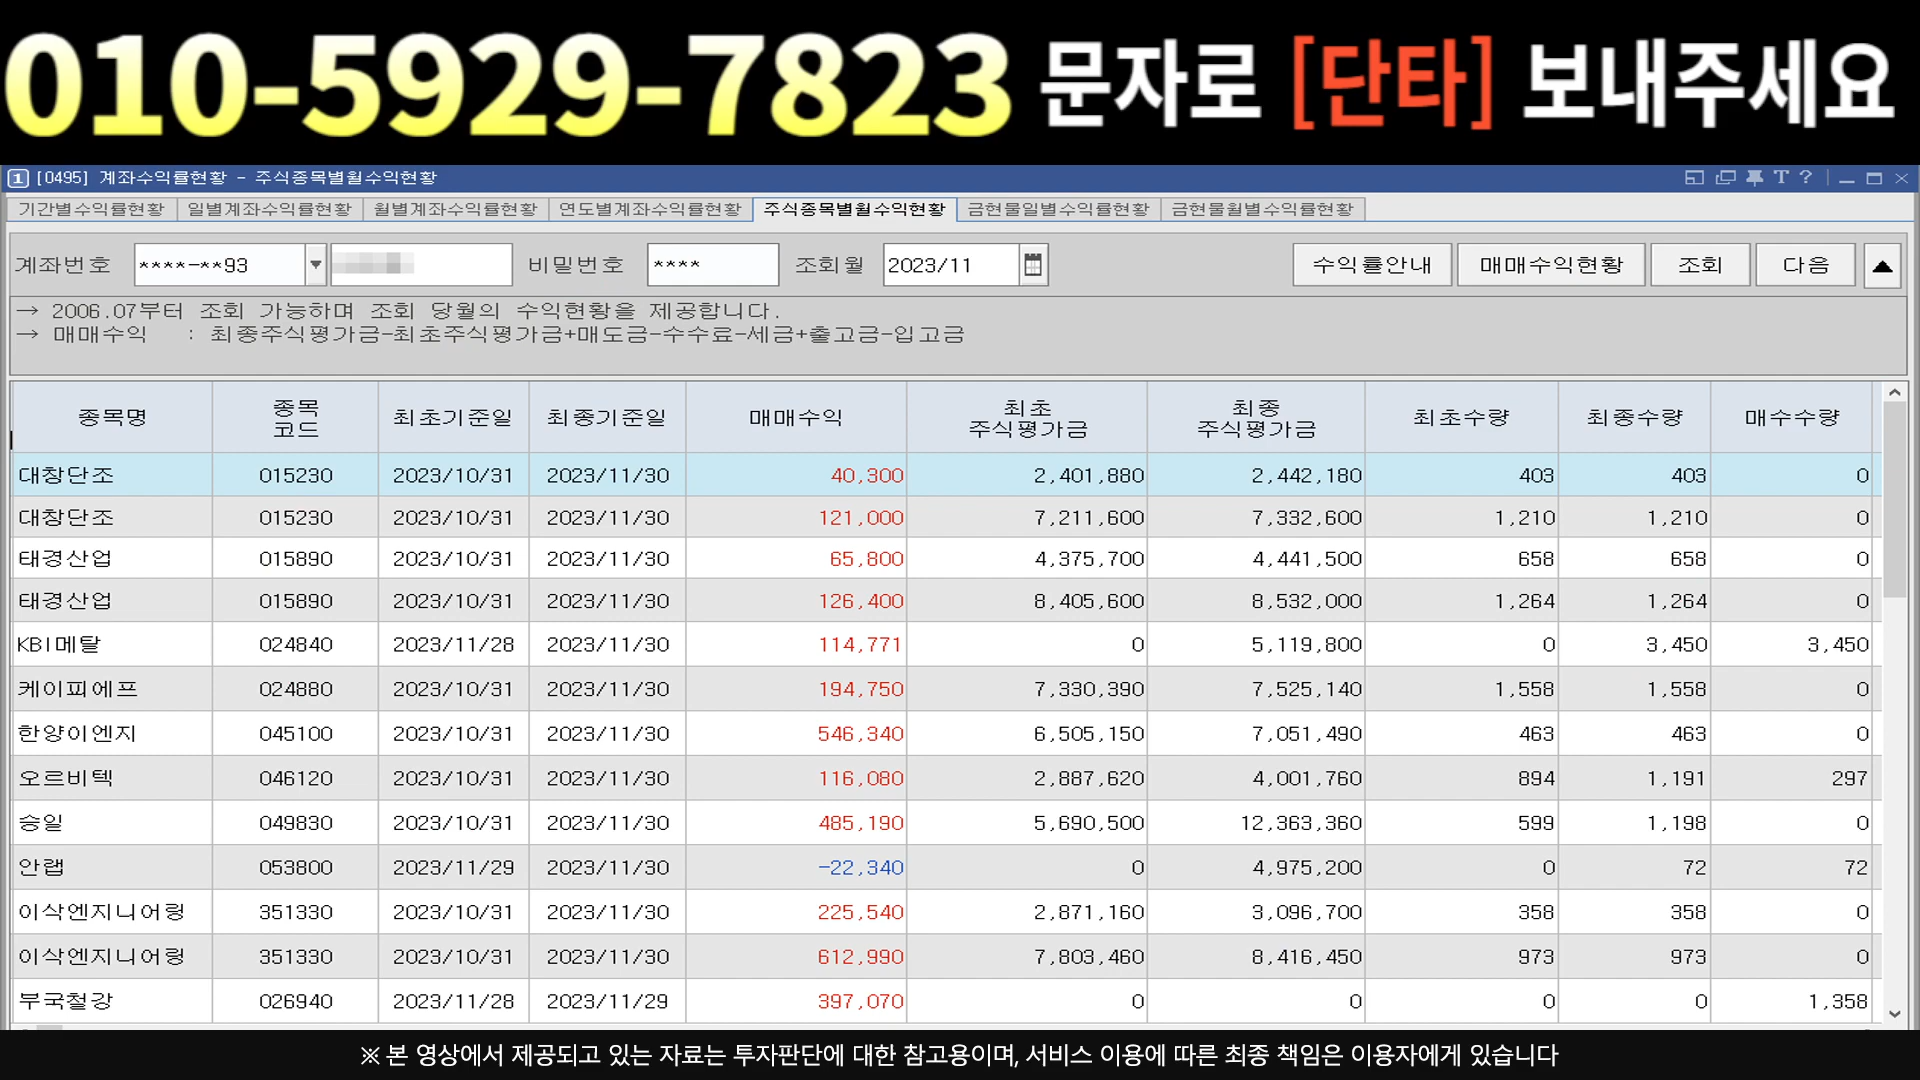 010-5929-7823 문자로 [단타] 보내주세요
1 [0495] 계좌수익률현황 - 주식종목별월수익현황 T ?
기간별수익률현황 일별계좌수익률현황 월별계좌수익률현황 연도별계좌수익률현황 주식종목별월수익현황 금현물일별수익률현황 금현물월별수익률현황
계좌번호 ****-**93 비밀번호 **** 조회월 2023/11 수익률안내 매매수익현황 조회 다음 ▲
→ 2006.07부터 조회 가능하며 조회 당월의 수익현황을 제공합니다.
→ 매매수익 : 최종주식평가금-최초주식평가금+매도금-수수료-세금+출고금-입고금
종목명 종목 코드 최초기준일 최종기준일 매매수익 최초 주식평가금 최종 주식평가금 최초수량 최종수량 매수수량
대창단조 015230 2023/10/31 2023/11/30 40,300 2,401,880 2,442,180 403 403 0
대창단조 015230 2023/10/31 2023/11/30 121,000 7,211,600 7,332,600 1,210 1,210 0
태경산업 015890 2023/10/31 2023/11/30 65,800 4,375,700 4,441,500 658 658 0
태경산업 015890 2023/10/31 2023/11/30 126,400 8,405,600 8,532,000 1,264 1,264 0
KBI메탈 024840 2023/11/28 2023/11/30 114,771 0 5,119,800 0 3,450 3,450
케이피에프 024880 2023/10/31 2023/11/30 194,750 7,330,390 7,525,140 1,558 1,558 0
한양이엔지 045100 2023/10/31 2023/11/30 546,340 6,505,150 7,051,490 463 463 0
오르비텍 046120 2023/10/31 2023/11/30 116,080 2,887,620 4,001,760 894 1,191 297
승일 049830 2023/10/31 2023/11/30 485,190 5,690,500 12,363,360 599 1,198 0
안랩 053800 2023/11/29 2023/11/30 -22,340 0 4,975,200 0 72 72
이삭엔지니어링 351330 2023/10/31 2023/11/30 225,540 2,871,160 3,096,700 358 358 0
이삭엔지니어링 351330 2023/10/31 2023/11/30 612,990 7,803,460 8,416,450 973 973 0
부국철강 026940 2023/11/28 2023/11/29 397,070 0 0 0 0 1,358
※ 본 영상에서 제공되고 있는 자료는 투자판단에 대한 참고용이며, 서비스 이용에 따른 최종 책임은 이용자에게 있습니다